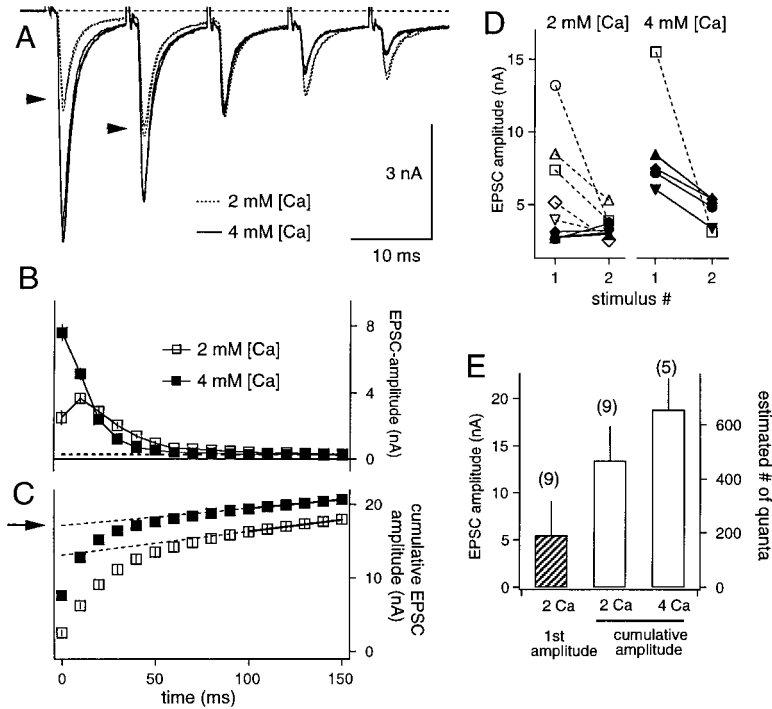 A
3 nA
2 mM [Ca]
4 mM [Ca]
10 ms
B
2 mM [Ca]
4 mM [Ca]
8
4
0
EPSC-amplitude (nA)
C
20
10
0
cumulative EPSC
amplitude (nA)
0
50
100
150
time (ms)
D
2 mM [Ca]
4 mM [Ca]
EPSC amplitude (nA)
15
10
5
1
2
1
2
stimulus #
E
EPSC amplitude (nA)
20
15
10
5
0
(9)
(9)
(5)
600
400
200
0
estimated # of quanta
2 Ca
2 Ca
4 Ca
1st
amplitude
cumulative
amplitude